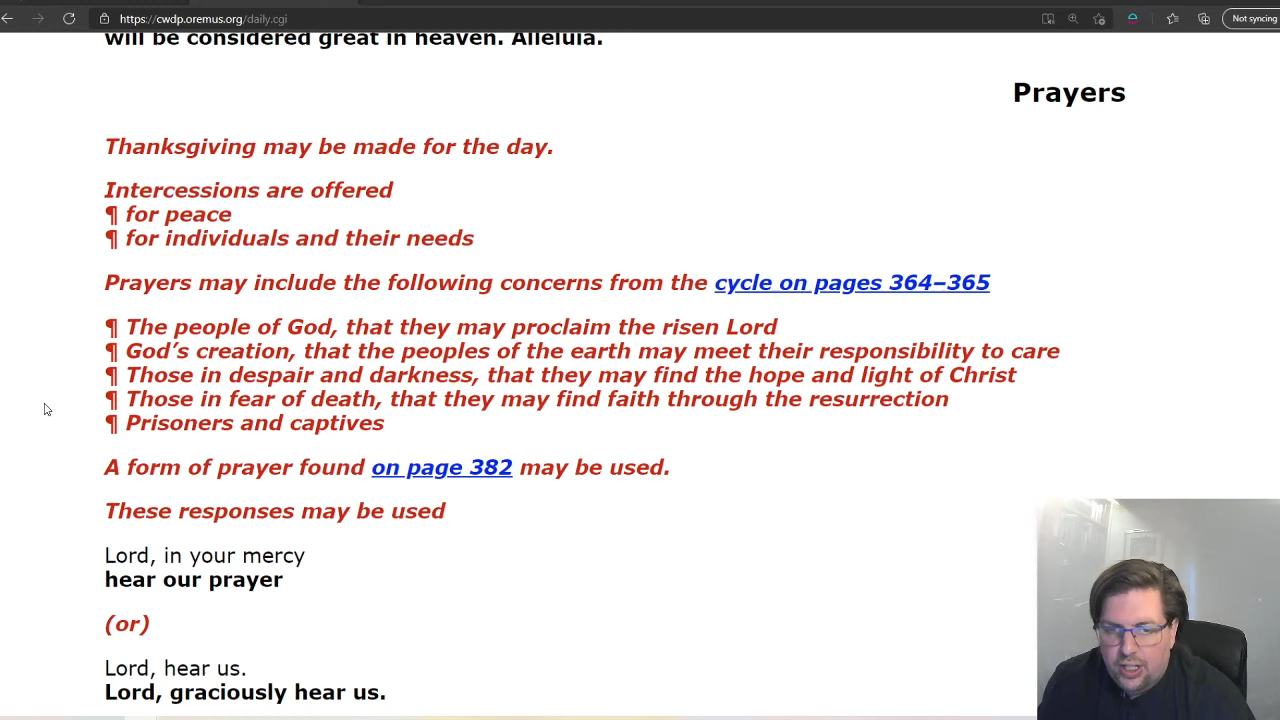 https://cwdp.oremus.org/daily.cgi
Not syncing
will be considered great in heaven. Alleluia.
Prayers
Thanksgiving may be made for the day.
Intercessions are offered
¶ for peace
¶ for individuals and their needs
Prayers may include the following concerns from the cycle on pages 364–365
¶ The people of God, that they may proclaim the risen Lord
¶ God’s creation, that the peoples of the earth may meet their responsibility to care
¶ Those in despair and darkness, that they may find the hope and light of Christ
¶ Those in fear of death, that they may find faith through the resurrection
¶ Prisoners and captives
A form of prayer found on page 382 may be used.
These responses may be used
Lord, in your mercy
hear our prayer
(or)
Lord, hear us.
Lord, graciously hear us.